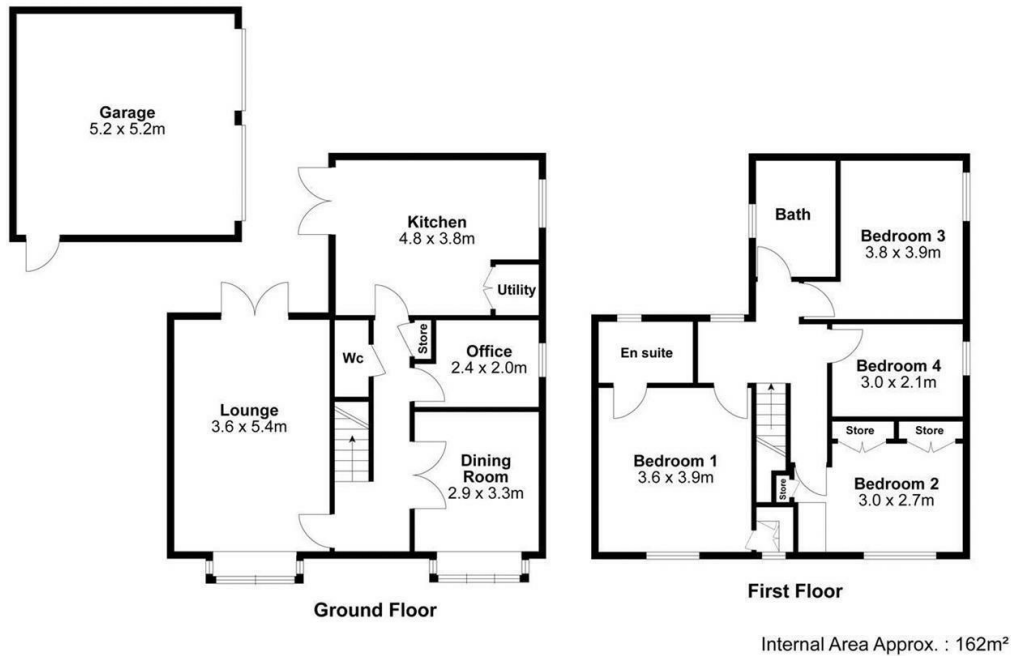 Garage
5.2 x 5.2m
Kitchen
4.8 x 3.8m
Utility
Store
Wc
Office
2.4 x 2.0m
Lounge
3.6 x 5.4m
Dining
Room
2.9 x 3.3m
Ground Floor
Bath
Bedroom 3
3.8 x 3.9m
En suite
Bedroom 4
3.0 x 2.1m
Store
Store
Bedroom 1
3.6 x 3.9m
Store
Bedroom 2
3.0 x 2.7m
First Floor
Internal Area Approx. : 162m²